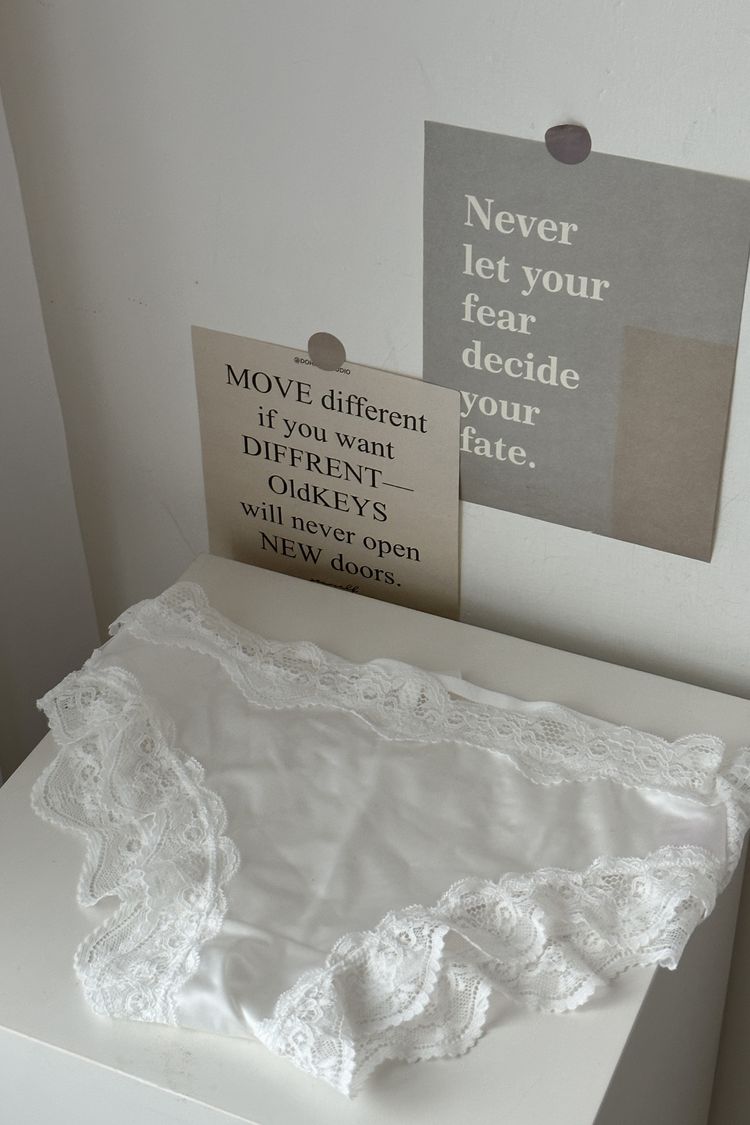 MOVE different
if you want
DIFFRENT—
OldKEYS
will never open
NEW doors.
Never
let your
fear
decide
your
fate.